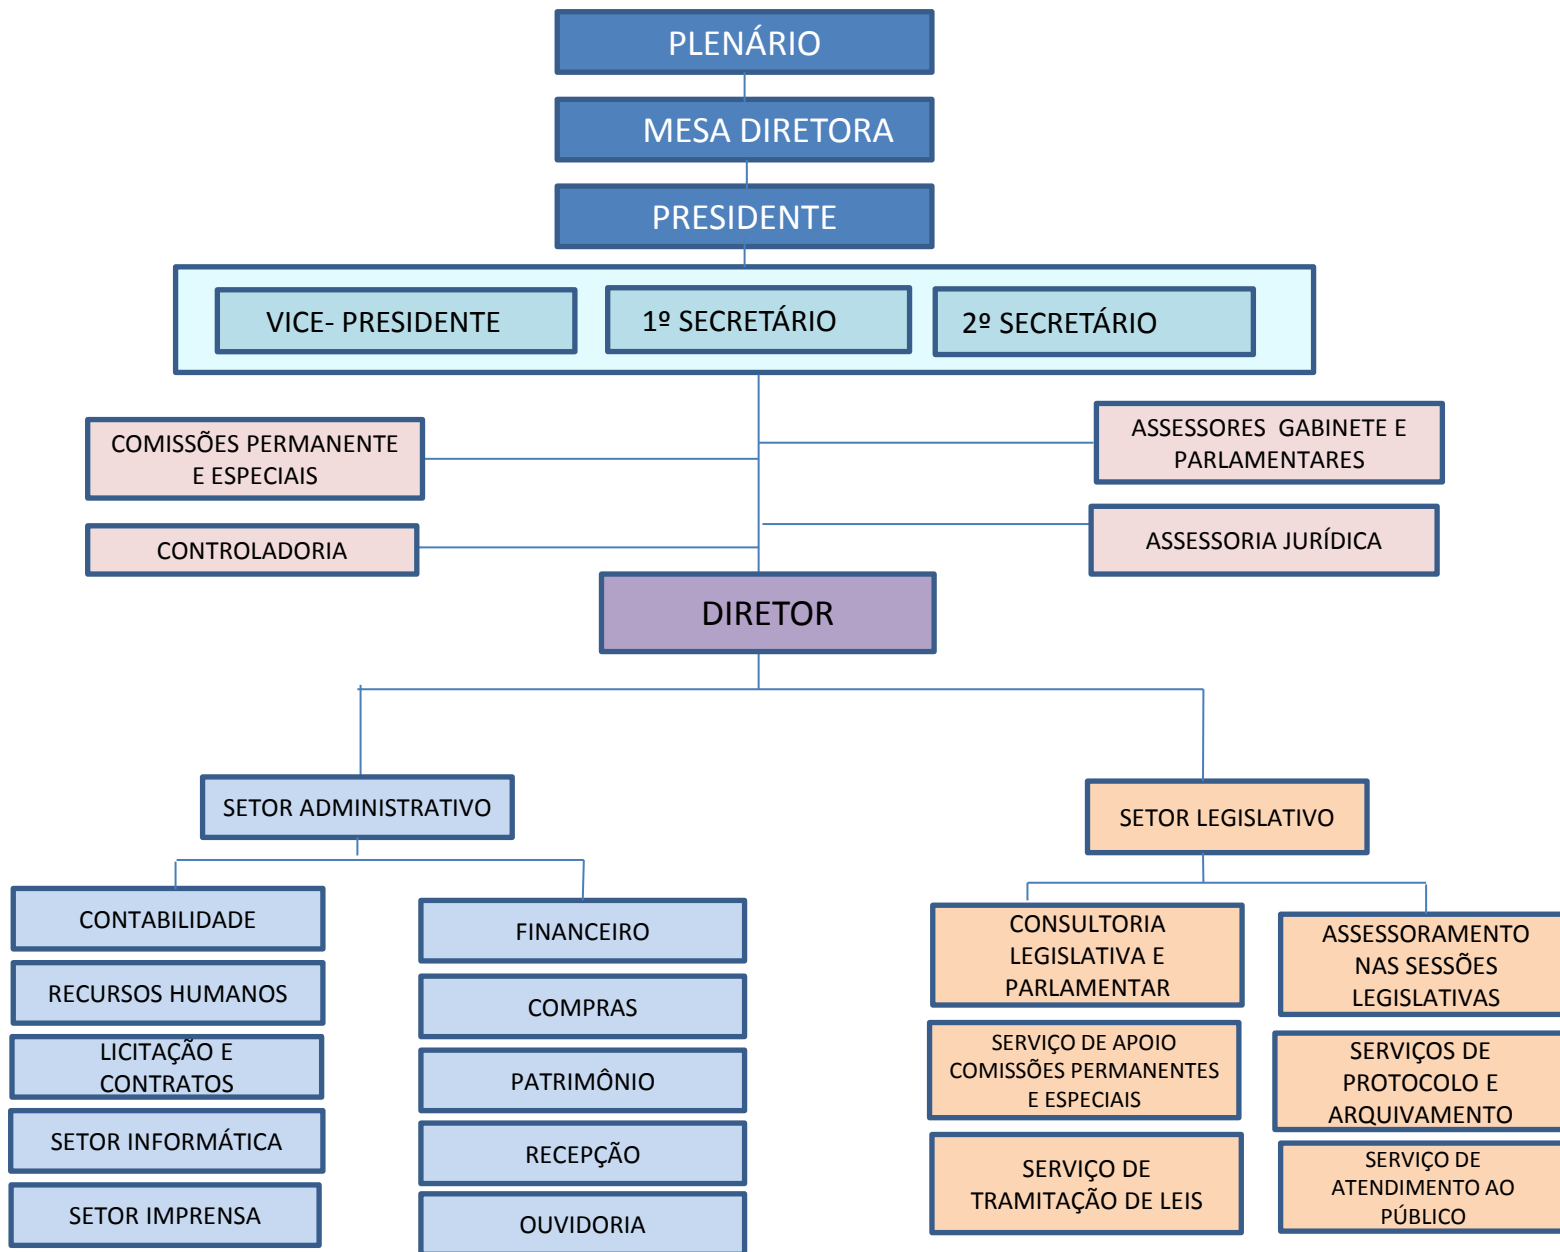 PLENÁRIO
MESA DIRETORA
PRESIDENTE
VICE- PRESIDENTE
1º SECRETÁRIO
2º SECRETÁRIO
COMISSÕES PERMANENTE
E ESPECIAIS
ASSESSORES  GABINETE E
PARLAMENTARES
CONTROLADORIA
ASSESSORIA JURÍDICA
DIRETOR
SETOR ADMINISTRATIVO
SETOR LEGISLATIVO
CONTABILIDADE
RECURSOS HUMANOS
LICITAÇÃO E
CONTRATOS
SETOR INFORMÁTICA
SETOR IMPRENSA
FINANCEIRO
COMPRAS
PATRIMÔNIO
RECEPÇÃO
OUVIDORIA
CONSULTORIA
LEGISLATIVA E
PARLAMENTAR
SERVIÇO DE APOIO
COMISSÕES PERMANENTES
E ESPECIAIS
SERVIÇO DE
TRAMITAÇÃO DE LEIS
ASSESSORAMENTO
NAS SESSÕES
LEGISLATIVAS
SERVIÇOS DE
PROTOCOLO E
ARQUIVAMENTO
SERVIÇO DE
ATENDIMENTO AO
PÚBLICO